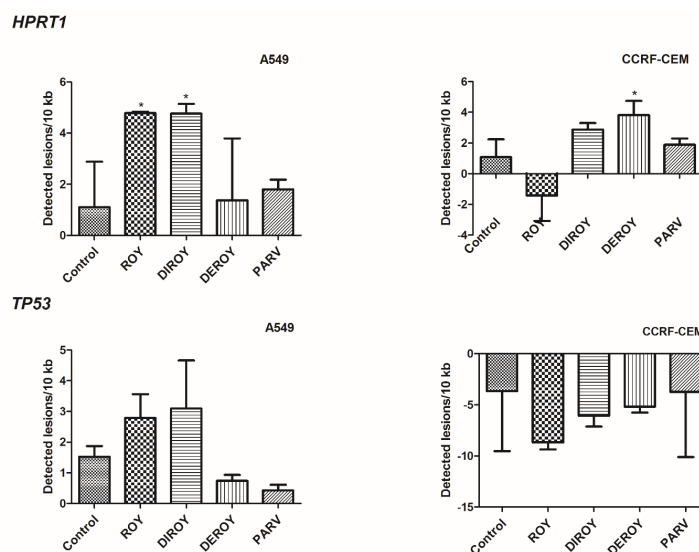 HPRT1
A549
Detected lesions/10 kb
6
4
2
0
*
*
Control
ROY
DIROY
DEROY
PARV
CCRF-CEM
Detected lesions/10 kb
6
4
2
0
-2
-4
*
Control
ROY
DIROY
DEROY
PARV
TP53
A549
Detected lesions/10 kb
5
4
3
2
1
0
Control
ROY
DIROY
DEROY
PARV
CCRF-CEM
Detected lesions/10 kb
0
-5
-10
-15
Control
ROY
DIROY
DEROY
PARV